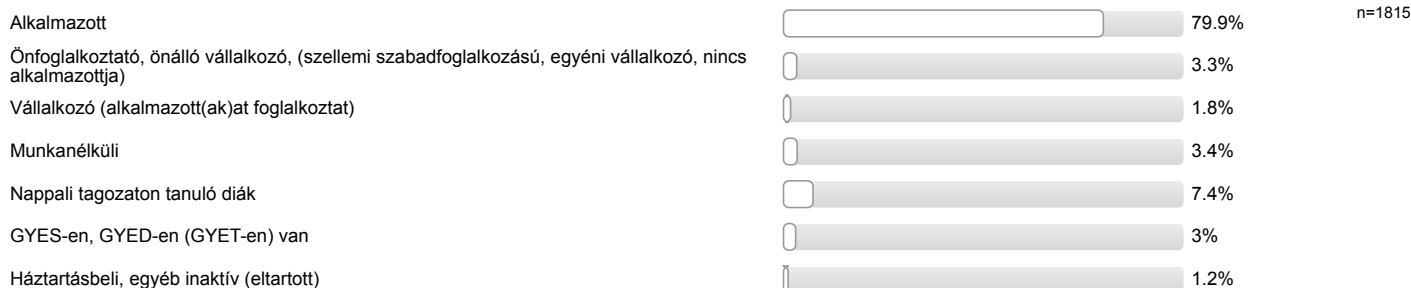 Alkalmazott 79.9% n=1815
Önfoglalkoztató, önálló vállalkozó, (szellemi szabadfoglalkozású, egyéni vállalkozó, nincs
alkalmazottja) 3.3%
Vállalkozó (alkalmazott(ak)at foglalkoztat) 1.8%
Munkanélküli 3.4%
Nappali tagozaton tanuló diák 7.4%
GYES-en, GYED-en (GYET-en) van 3%
Háztartásbeli, egyéb inaktív (eltartott) 1.2%